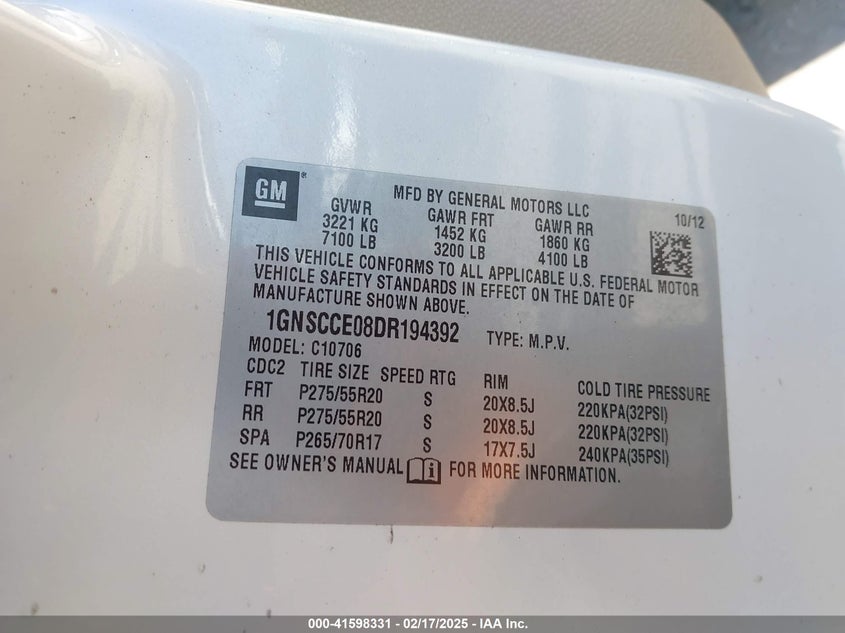 GM®
MFD BY GENERAL MOTORS LLC
10/12
GVWR GAWR FRT GAWR RR
3221 KG 1452 KG 1860 KG
7100 LB 3200 LB 4100 LB
THIS VEHICLE CONFORMS TO ALL APPLICABLE U.S. FEDERAL MOTOR
VEHICLE SAFETY STANDARDS IN EFFECT ON THE DATE OF
MANUFACTURE SHOWN ABOVE.
1GNSCCE08DR194392 TYPE: M.P.V.
MODEL: C10706
CDC2 TIRE SIZE SPEED RTG RIM COLD TIRE PRESSURE
FRT P275/55R20 S 20X8.5J 220KPA(32PSI)
RR P275/55R20 S 20X8.5J 220KPA(32PSI)
SPA P265/70R17 S 17X7.5J 240KPA(35PSI)
SEE OWNER'S MANUAL FOR MORE INFORMATION.
000-41598331 - 02/17/2025 - IAA Inc.